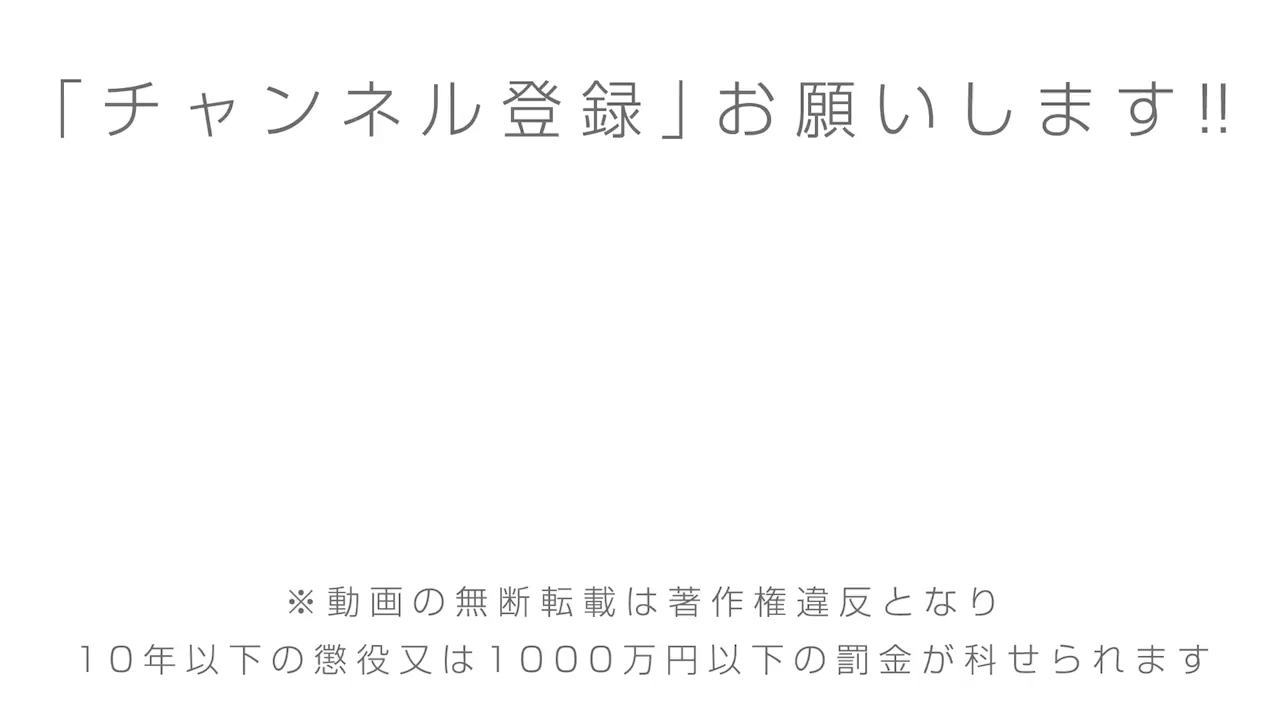 「チャンネル登録」お願いします!!
※動画の無断転載は著作権違反となり
10年以下の懲役又は1000万円以下の罰金が科せられます